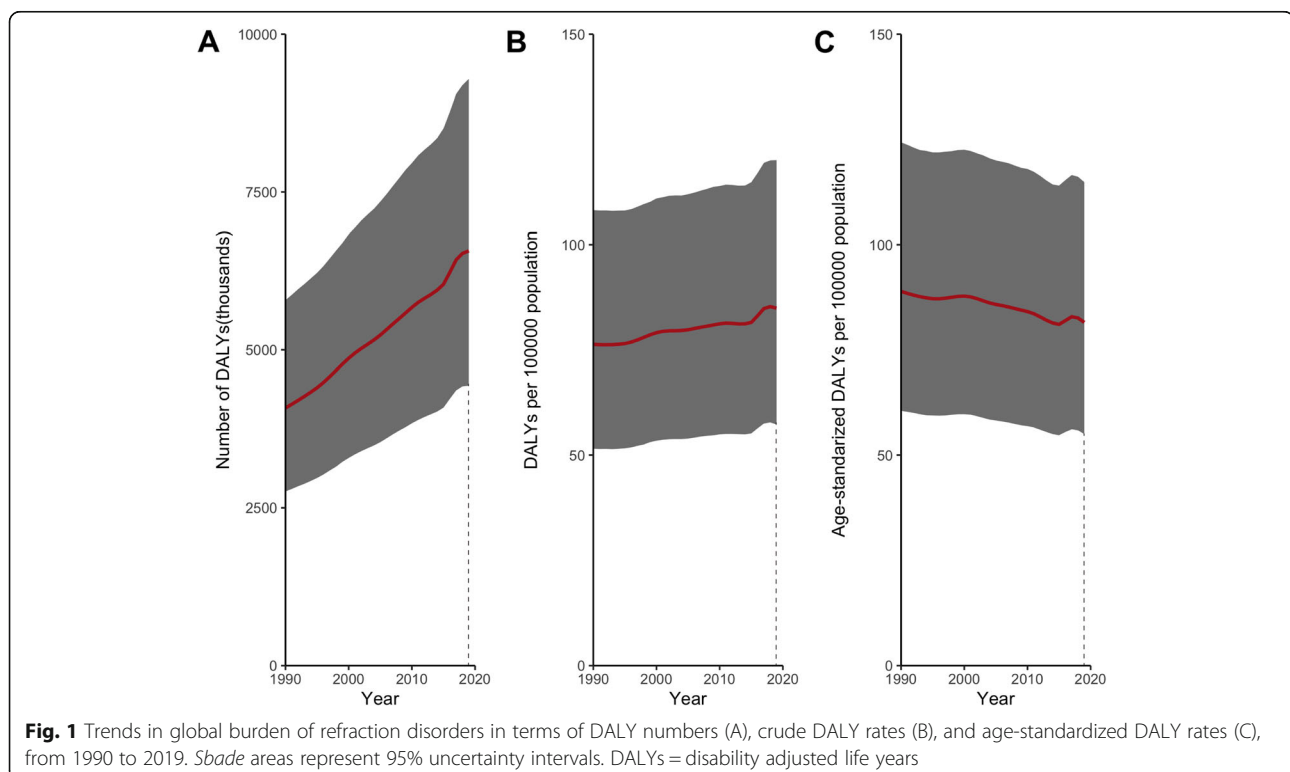 A
10000
7500
5000
2500
0
Number of DALYs(thousands)
1990 2000 2010 2020
Year
B
150
100
50
0
DALYs per 100000 population
1990 2000 2010 2020
Year
C
150
100
50
0
Age-standarized DALYs per 100000 population
1990 2000 2010 2020
Year
Fig. 1 Trends in global burden of refraction disorders in terms of DALY numbers (A), crude DALY rates (B), and age-standardized DALY rates (C),
from 1990 to 2019. Sbade areas represent 95% uncertainty intervals. DALYs = disability adjusted life years